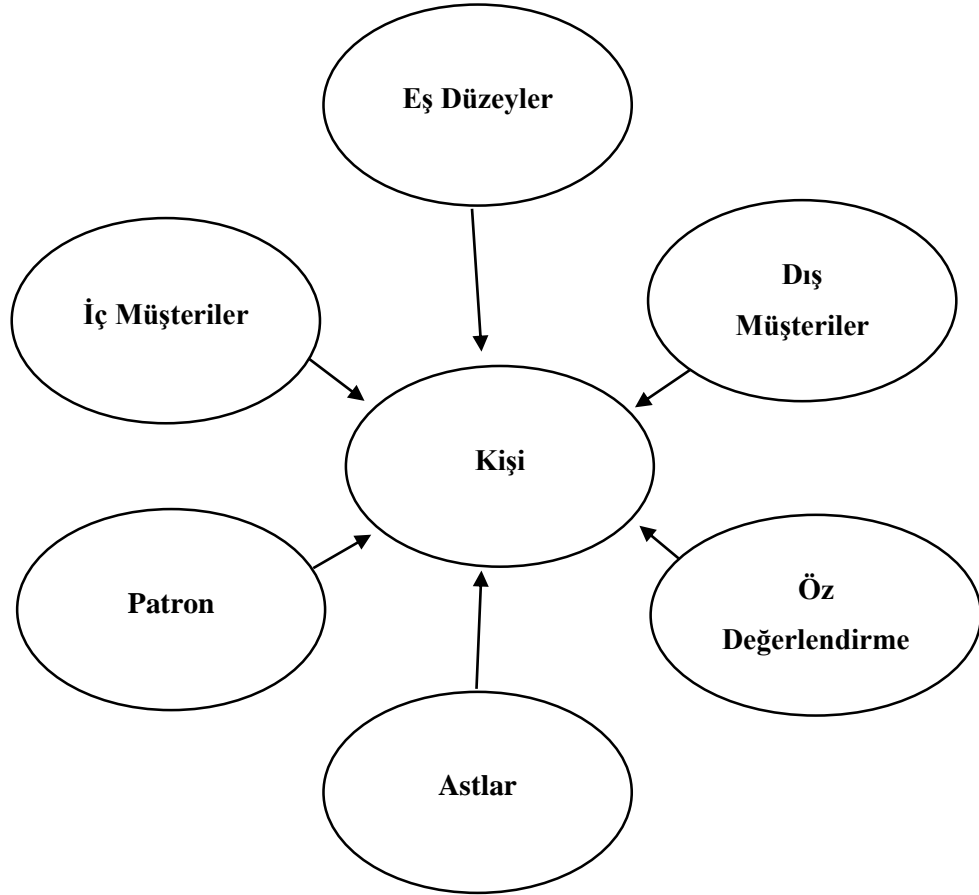 Eş Düzeyler
İç Müşteriler
Dış
Müşteriler
Kişi
Patron
Öz
Değerlendirme
Astlar